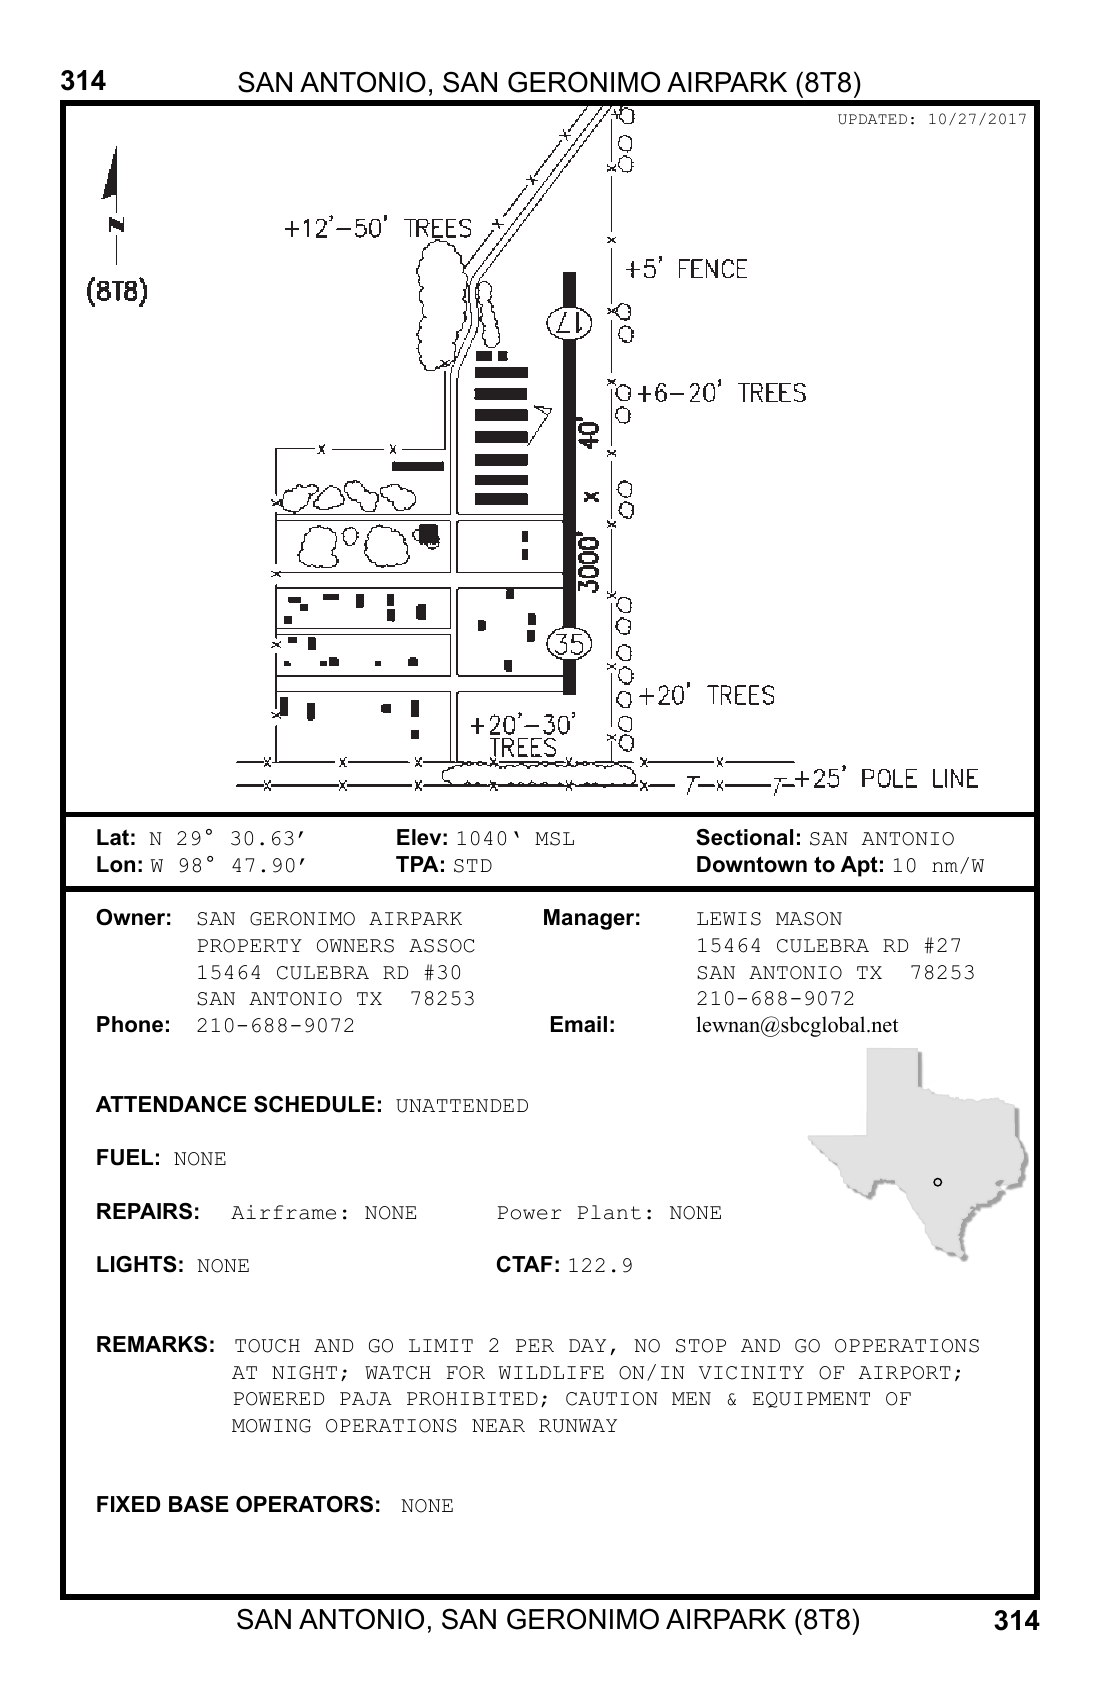 314
SAN ANTONIO, SAN GERONIMO AIRPARK (8T8)
UPDATED: 10/27/2017
N
(8T8)
+12'-50' TREES
+5' FENCE
17
+6-20' TREES
3000' x 40'
35
+20' TREES
+20'-30'
TREES
+25' POLE LINE
Lat: N 29° 30.63′ Elev: 1040‘ MSL Sectional: SAN ANTONIO
Lon: W 98° 47.90′ TPA: STD Downtown to Apt: 10 nm/W
Owner: SAN GERONIMO AIRPARK Manager: LEWIS MASON
PROPERTY OWNERS ASSOC 15464 CULEBRA RD #27
15464 CULEBRA RD #30 SAN ANTONIO TX 78253
SAN ANTONIO TX 78253 210-688-9072
Phone: 210-688-9072 Email: lewnan@sbcglobal.net
ATTENDANCE SCHEDULE: UNATTENDED
FUEL: NONE
REPAIRS: Airframe: NONE Power Plant: NONE
LIGHTS: NONE CTAF: 122.9
REMARKS: TOUCH AND GO LIMIT 2 PER DAY, NO STOP AND GO OPPERATIONS
AT NIGHT; WATCH FOR WILDLIFE ON/IN VICINITY OF AIRPORT;
POWERED PAJA PROHIBITED; CAUTION MEN & EQUIPMENT OF
MOWING OPERATIONS NEAR RUNWAY
FIXED BASE OPERATORS: NONE
SAN ANTONIO, SAN GERONIMO AIRPARK (8T8)
314